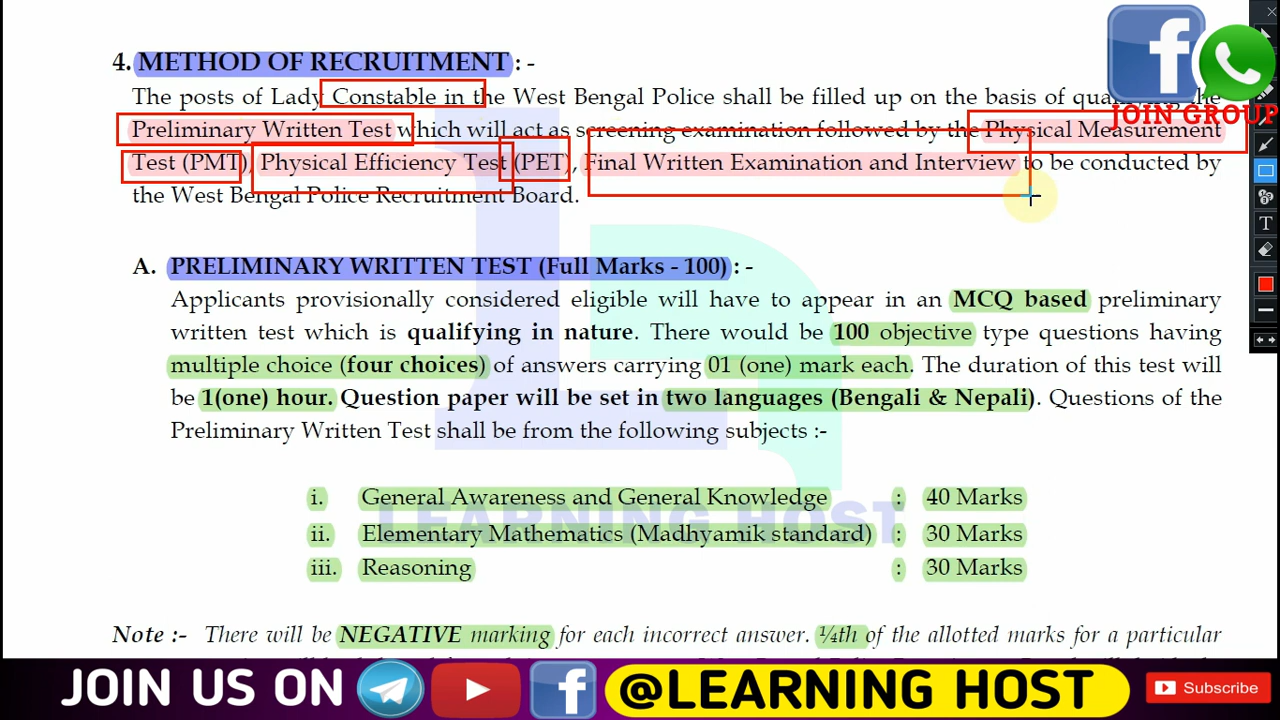 JOIN GROUP
4. METHOD OF RECRUITMENT : -
The posts of Lady Constable in the West Bengal Police shall be filled up on the basis of the
Preliminary Written Test which will act as screening examination followed by the Physical Measurement
Test (PMT), Physical Efficiency Test (PET), Final Written Examination and Interview to be conducted by
the West Bengal Police Recruitment Board.
A. PRELIMINARY WRITTEN TEST (Full Marks - 100) : -
Applicants provisionally considered eligible will have to appear in an MCQ based preliminary
written test which is qualifying in nature. There would be 100 objective type questions having
multiple choice (four choices) of answers carrying 01 (one) mark each. The duration of this test will
be 1(one) hour. Question paper will be set in two languages (Bengali & Nepali). Questions of the
Preliminary Written Test shall be from the following subjects :-
i. General Awareness and General Knowledge : 40 Marks
ii. Elementary Mathematics (Madhyamik standard) : 30 Marks
iii. Reasoning : 30 Marks
LEARNING HOST
Note :- There will be NEGATIVE marking for each incorrect answer. ¼th of the allotted marks for a particular
JOIN US ON @LEARNING HOST Subscribe